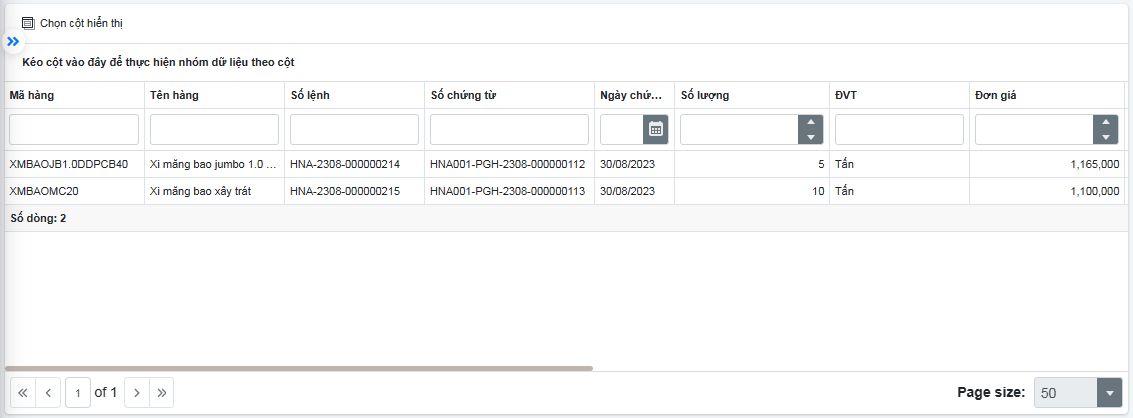 Chọn cột hiển thị
Kéo cột vào đây để thực hiện nhóm dữ liệu theo cột
Mã hàng Tên hàng Số lệnh Số chứng từ Ngày chứ... Số lượng ĐVT Đơn giá
XMBAOJB1.0DDPCB40 Xi măng bao jumbo 1.0 ... HNA-2308-000000214 HNA001-PGH-2308-000000112 30/08/2023 5 Tấn 1,165,000
XMBAOMC20 Xi măng bao xây trát HNA-2308-000000215 HNA001-PGH-2308-000000113 30/08/2023 10 Tấn 1,100,000
Số dòng: 2
1 of 1 Page size: 50